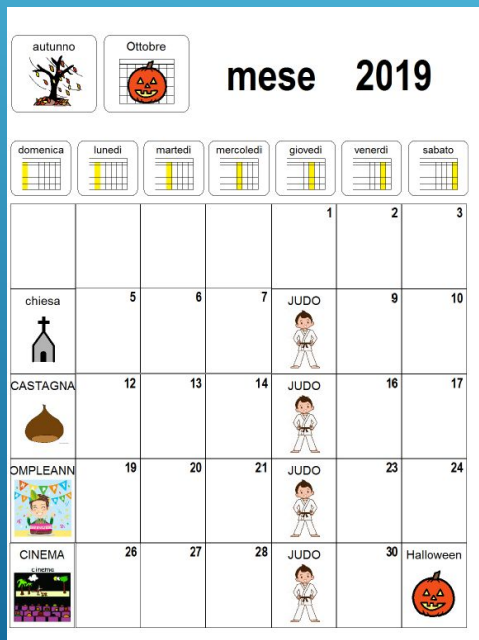 autunno
Ottobre
mese 2019
domenica lunedì martedì mercoledì giovedì venerdì sabato
1 2 3
chiesa 5 6 7 JUDO 9 10
CASTAGNA 12 13 14 JUDO 16 17
OMPLEANN 19 20 21 JUDO 23 24
CINEMA 26 27 28 JUDO 30 Halloween
cinema